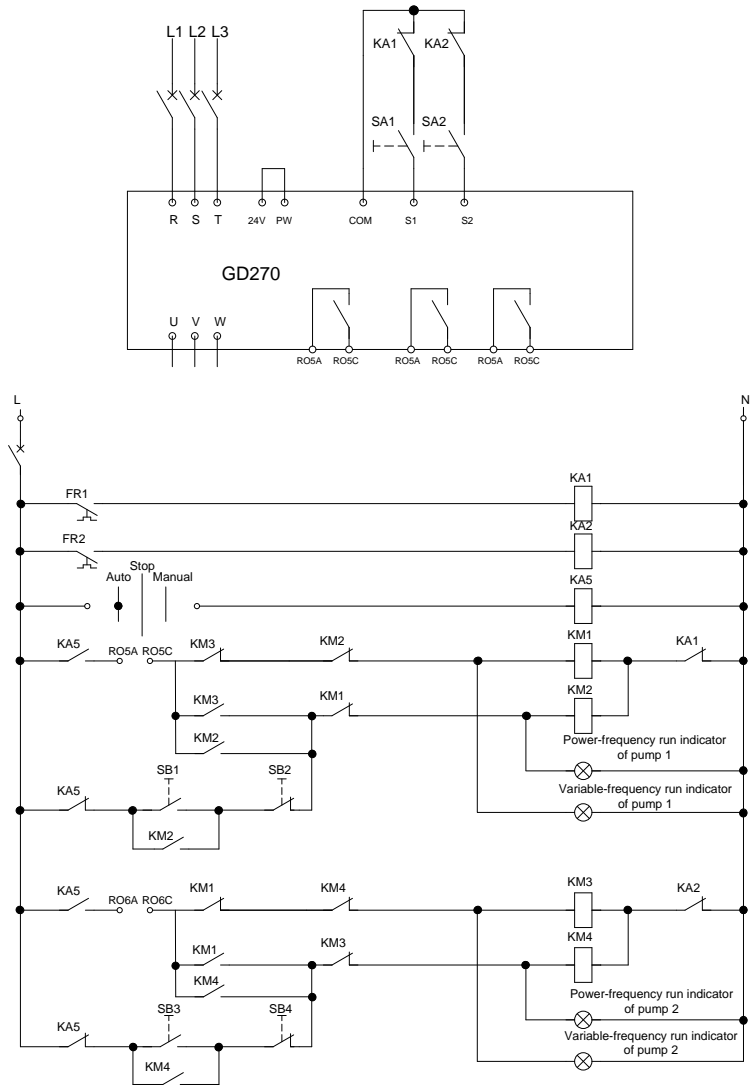 L1 L2 L3
KA1 KA2
SA1 SA2
R S T 24V PW COM S1 S2
GD270
U V W
RO5A RO5C RO5A RO5C RO5A RO5C
L N
FR1 KA1
FR2 KA2
Stop
Auto Manual KA5
KA5 RO5A RO5C KM3 KM2 KM1 KA1
KM3 KM1 KM2
KM2
Power-frequency run indicator
of pump 1
KA5 SB1 SB2
Variable-frequency run indicator
of pump 1
KM2
KA5 RO6A RO6C KM1 KM4 KM3 KA2
KM1 KM3 KM4
KM4
Power-frequency run indicator
of pump 2
KA5 SB3 SB4
Variable-frequency run indicator
of pump 2
KM4